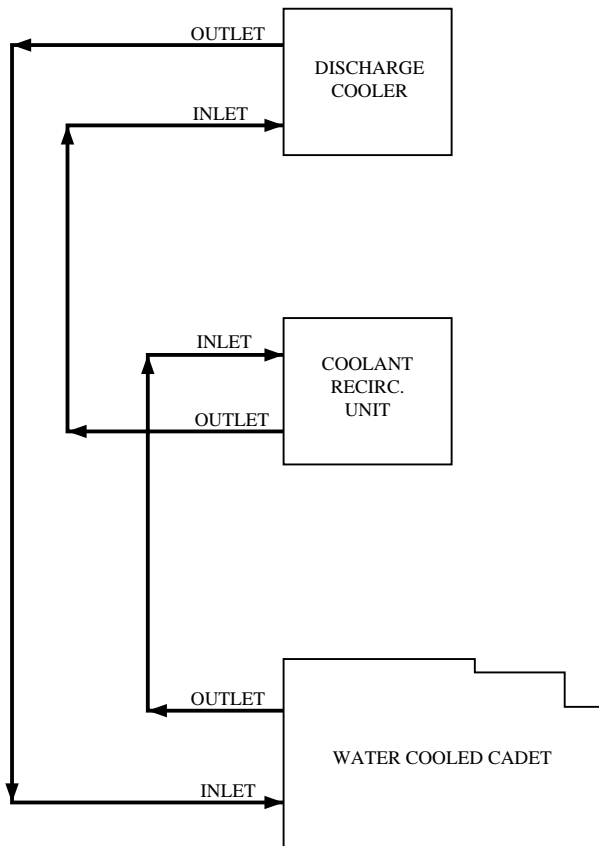 OUTLET
DISCHARGE
COOLER
INLET
INLET
COOLANT
RECIRC.
UNIT
OUTLET
OUTLET
WATER COOLED CADET
INLET